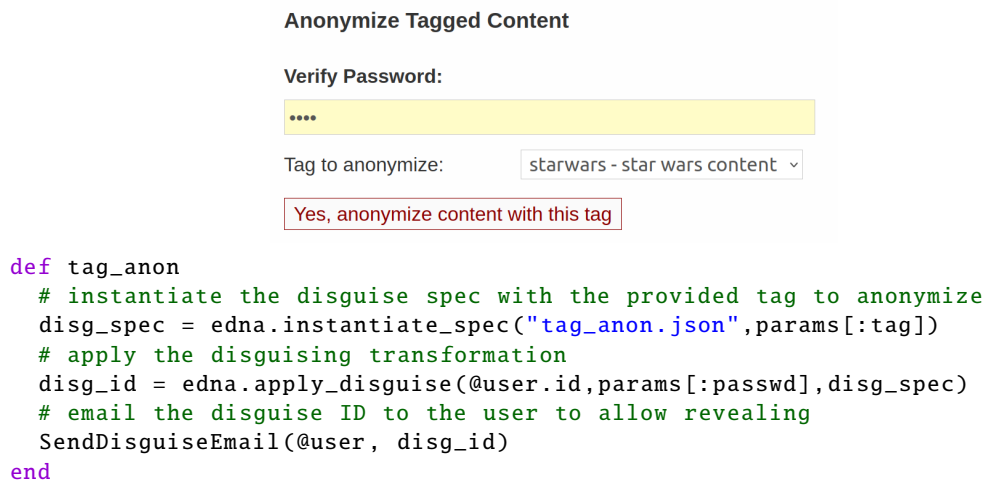 Anonymize Tagged Content
Verify Password:
••••
Tag to anonymize: starwars - star wars content
Yes, anonymize content with this tag
def tag_anon
  # instantiate the disguise spec with the provided tag to anonymize
  disg_spec = edna.instantiate_spec("tag_anon.json",params[:tag])
  # apply the disguising transformation
  disg_id = edna.apply_disguise(@user.id,params[:passwd],disg_spec)
  # email the disguise ID to the user to allow revealing
  SendDisguiseEmail(@user, disg_id)
end